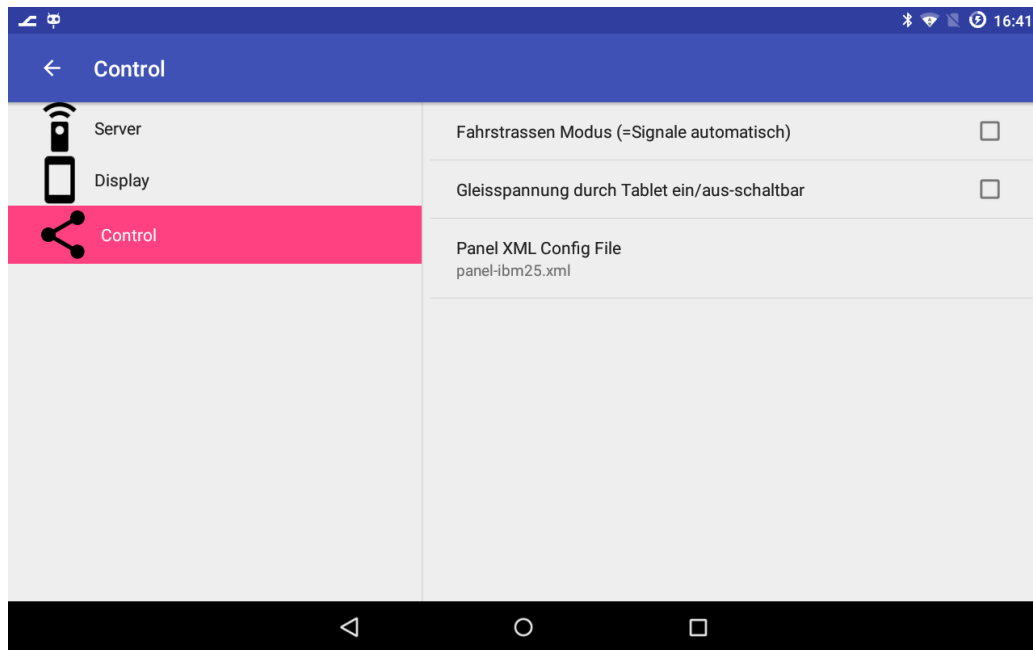 16:41
Control
Server
Display
Control
Fahrstrassen Modus (=Signale automatisch)
Gleisspannung durch Tablet ein/aus-schaltbar
Panel XML Config File
panel-ibm25.xml